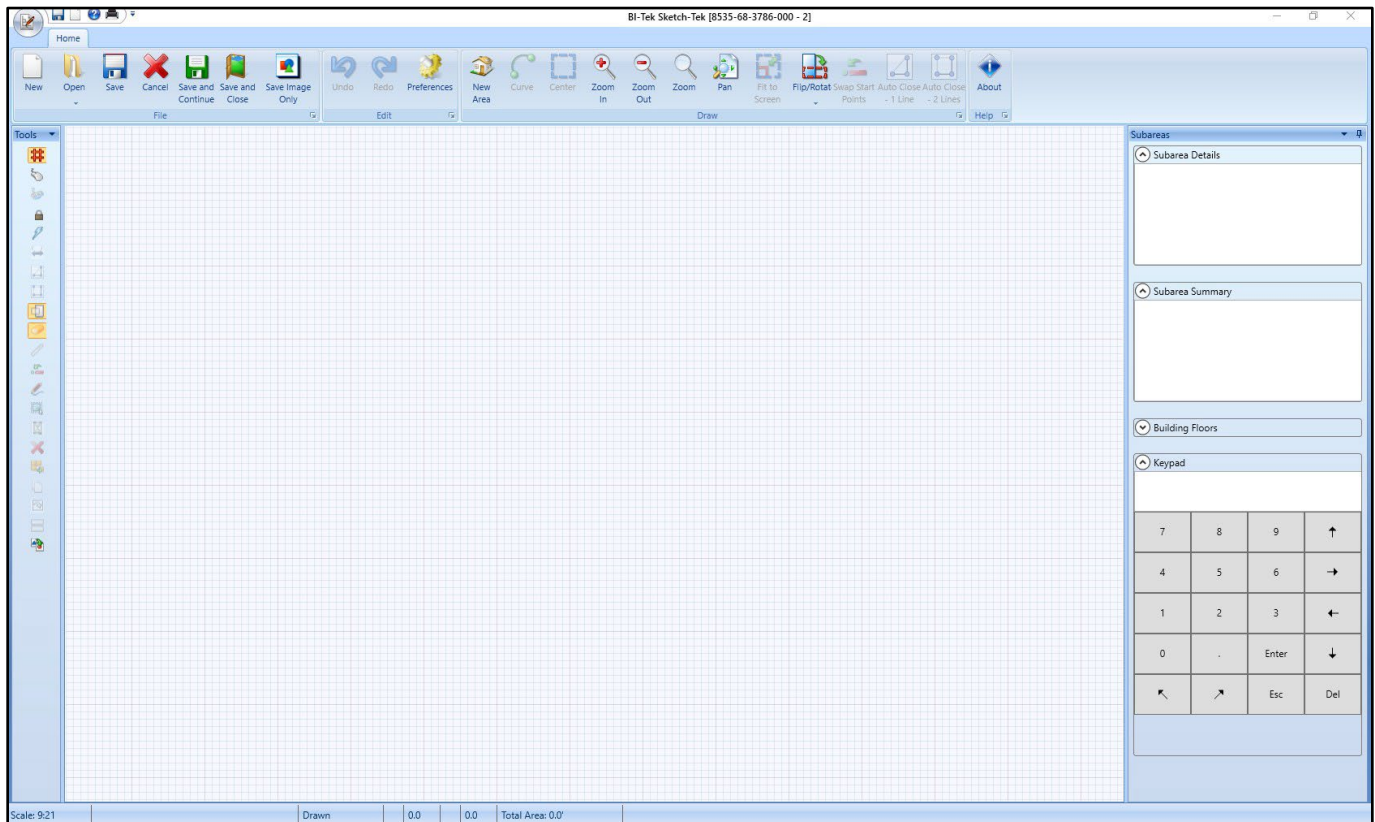 BI-Tek Sketch-Tek [8535-68-3786-000 - 2]
Home
New
Open
Save
Cancel
Save and
Continue
Save and
Close
Save Image
Only
Undo
Redo
Preferences
New
Area
Curve
Center
Zoom
In
Zoom
Out
Zoom
Pan
Fit to
Screen
Flip/Rotat
Swap Start
Points
Auto Close
- 1 Line
Auto Close
- 2 Lines
About
File
Edit
Draw
Help
Tools
Subareas
Subarea Details
Subarea Summary
Building Floors
Keypad
7 8 9 ↑
4 5 6 →
1 2 3 ←
0 . Enter ↓
↖ ↗ Esc Del
Scale: 9:21 Drawn 0.0 0.0 Total Area: 0.0'